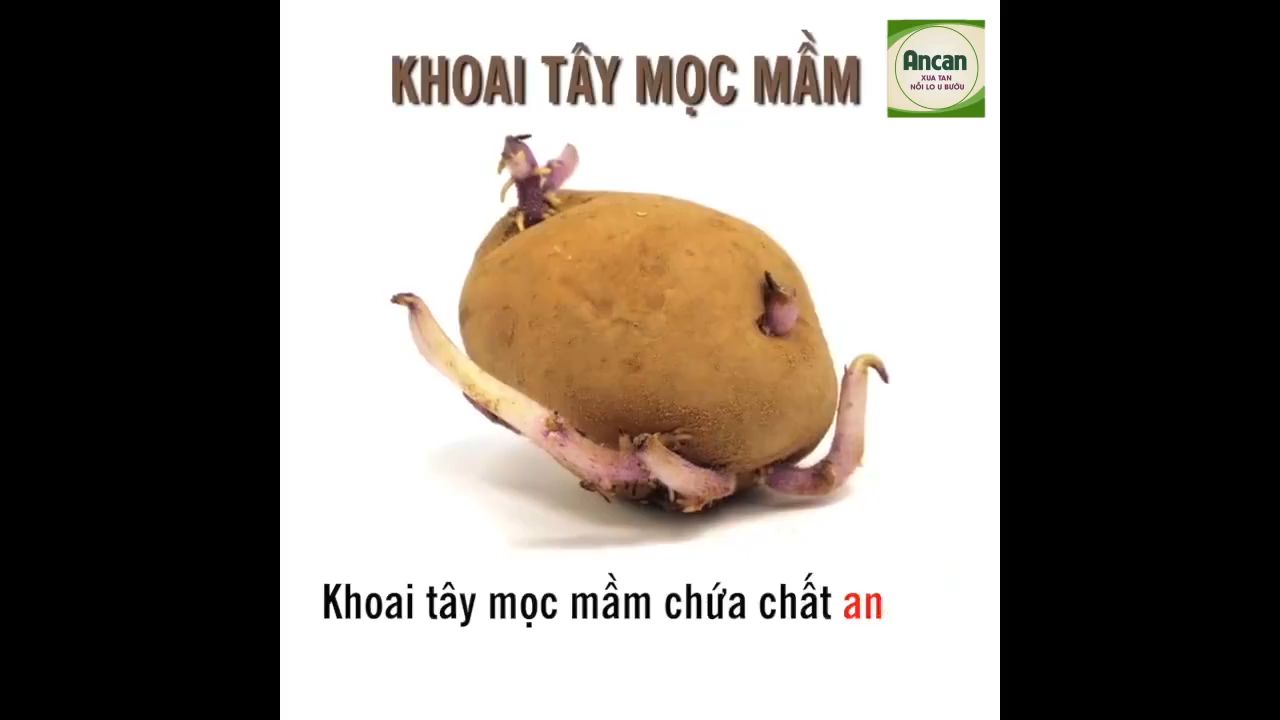 KHOAI TÂY MỌC MẦM
Ancan
XUA TAN
NỖI LO U BƯỚU
Khoai tây mọc mầm chứa chất an